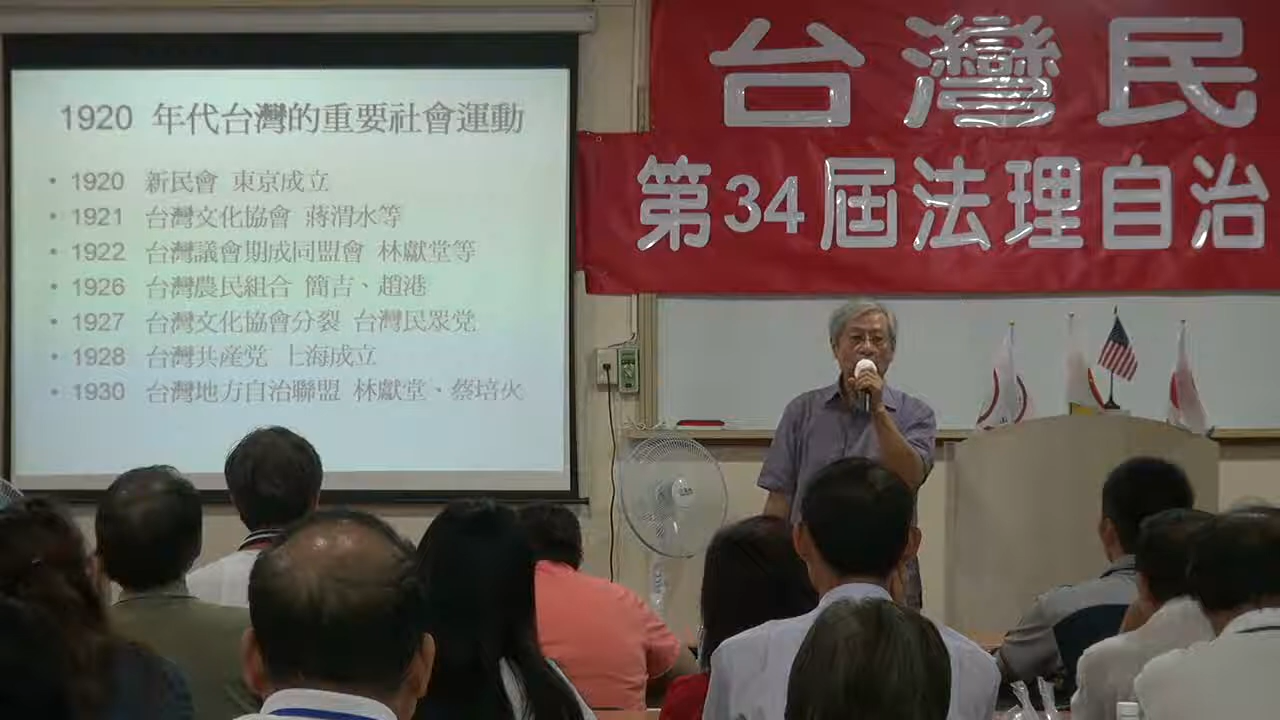 1920 年代台灣的重要社會運動
• 1920 新民會 東京成立
• 1921 台灣文化協會 蔣渭水等
• 1922 台灣議會期成同盟會 林獻堂等
• 1926 台灣農民組合 簡吉、趙港
• 1927 台灣文化協會分裂 台灣民眾党
• 1928 台灣共產党 上海成立
• 1930 台灣地方自治聯盟 林獻堂、蔡培火
台灣民
第34屆法理自治